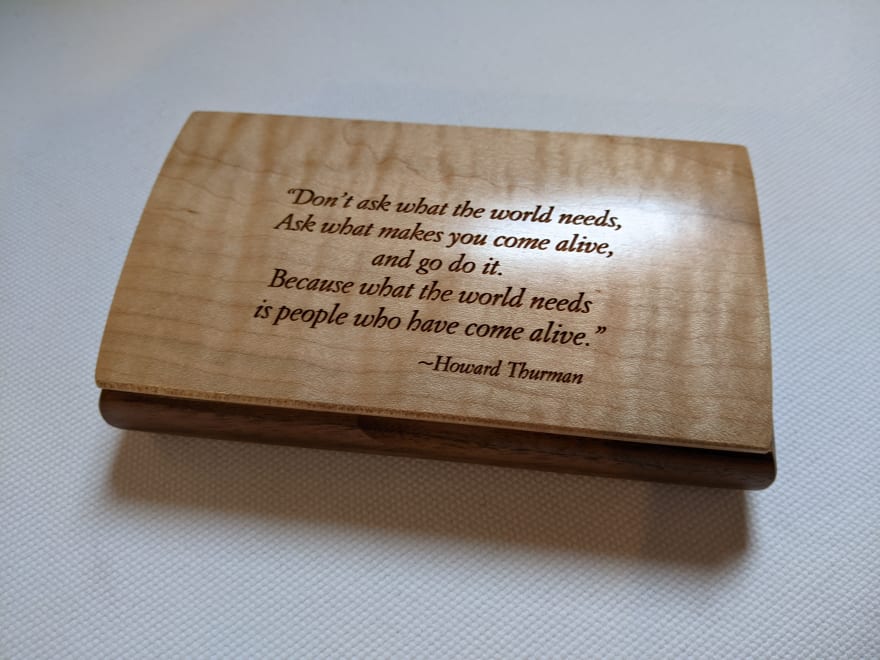 “Don’t ask what the world needs,
Ask what makes you come alive,
and go do it.
Because what the world needs
is people who have come alive.”
~Howard Thurman